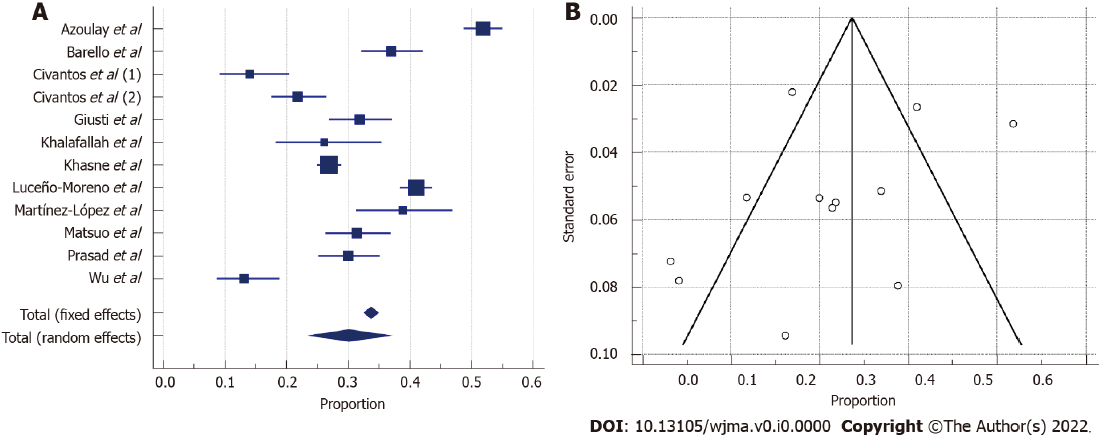 A
Azoulay et al
Barello et al
Civantos et al (1)
Civantos et al (2)
Giusti et al
Khalafallah et al
Khasne et al
Luceño-Moreno et al
Martínez-López et al
Matsuo et al
Prasad et al
Wu et al
Total (fixed effects)
Total (random effects)
0.0 0.1 0.2 0.3 0.4 0.5 0.6
Proportion
B
0.00
0.02
0.04
0.06
0.08
0.10
Standard error
0.0 0.1 0.2 0.3 0.4 0.5 0.6
Proportion
DOI: 10.13105/wjma.v0.i0.0000 Copyright ©The Author(s) 2022.